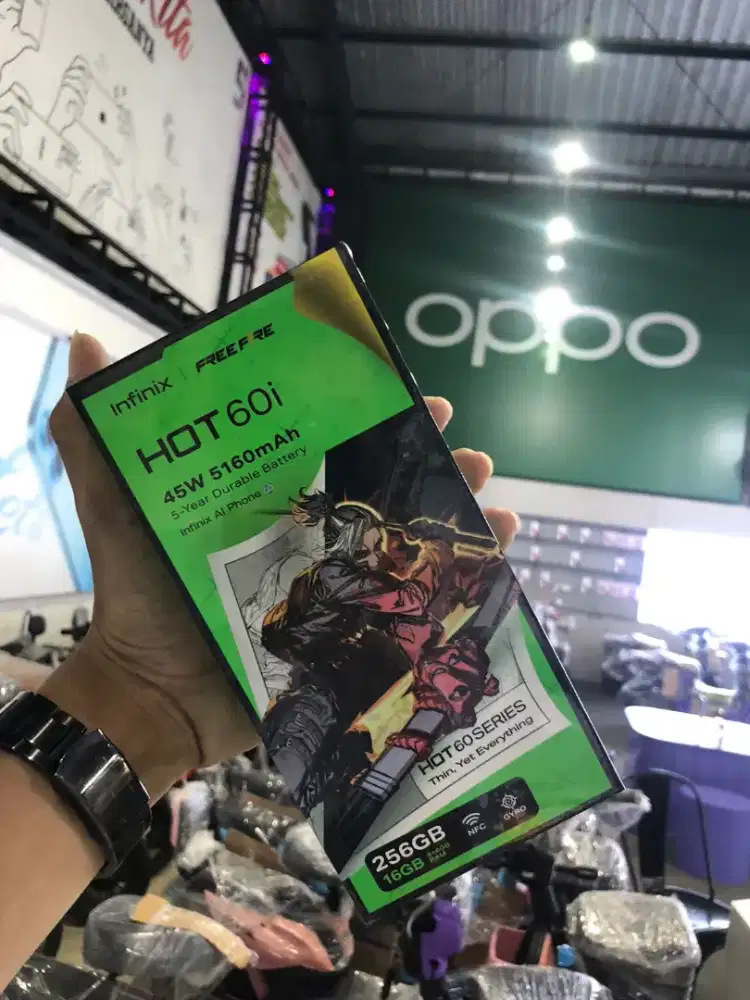 oppo
Infinix | FREE FIRE
HOT 60i
45W 5160mAh
5-Year Durable Battery
Infinix AI Phone
HOT 60 SERIES
Thin, Yet Everything
256GB
16GB
RAM
NFC
GYRO